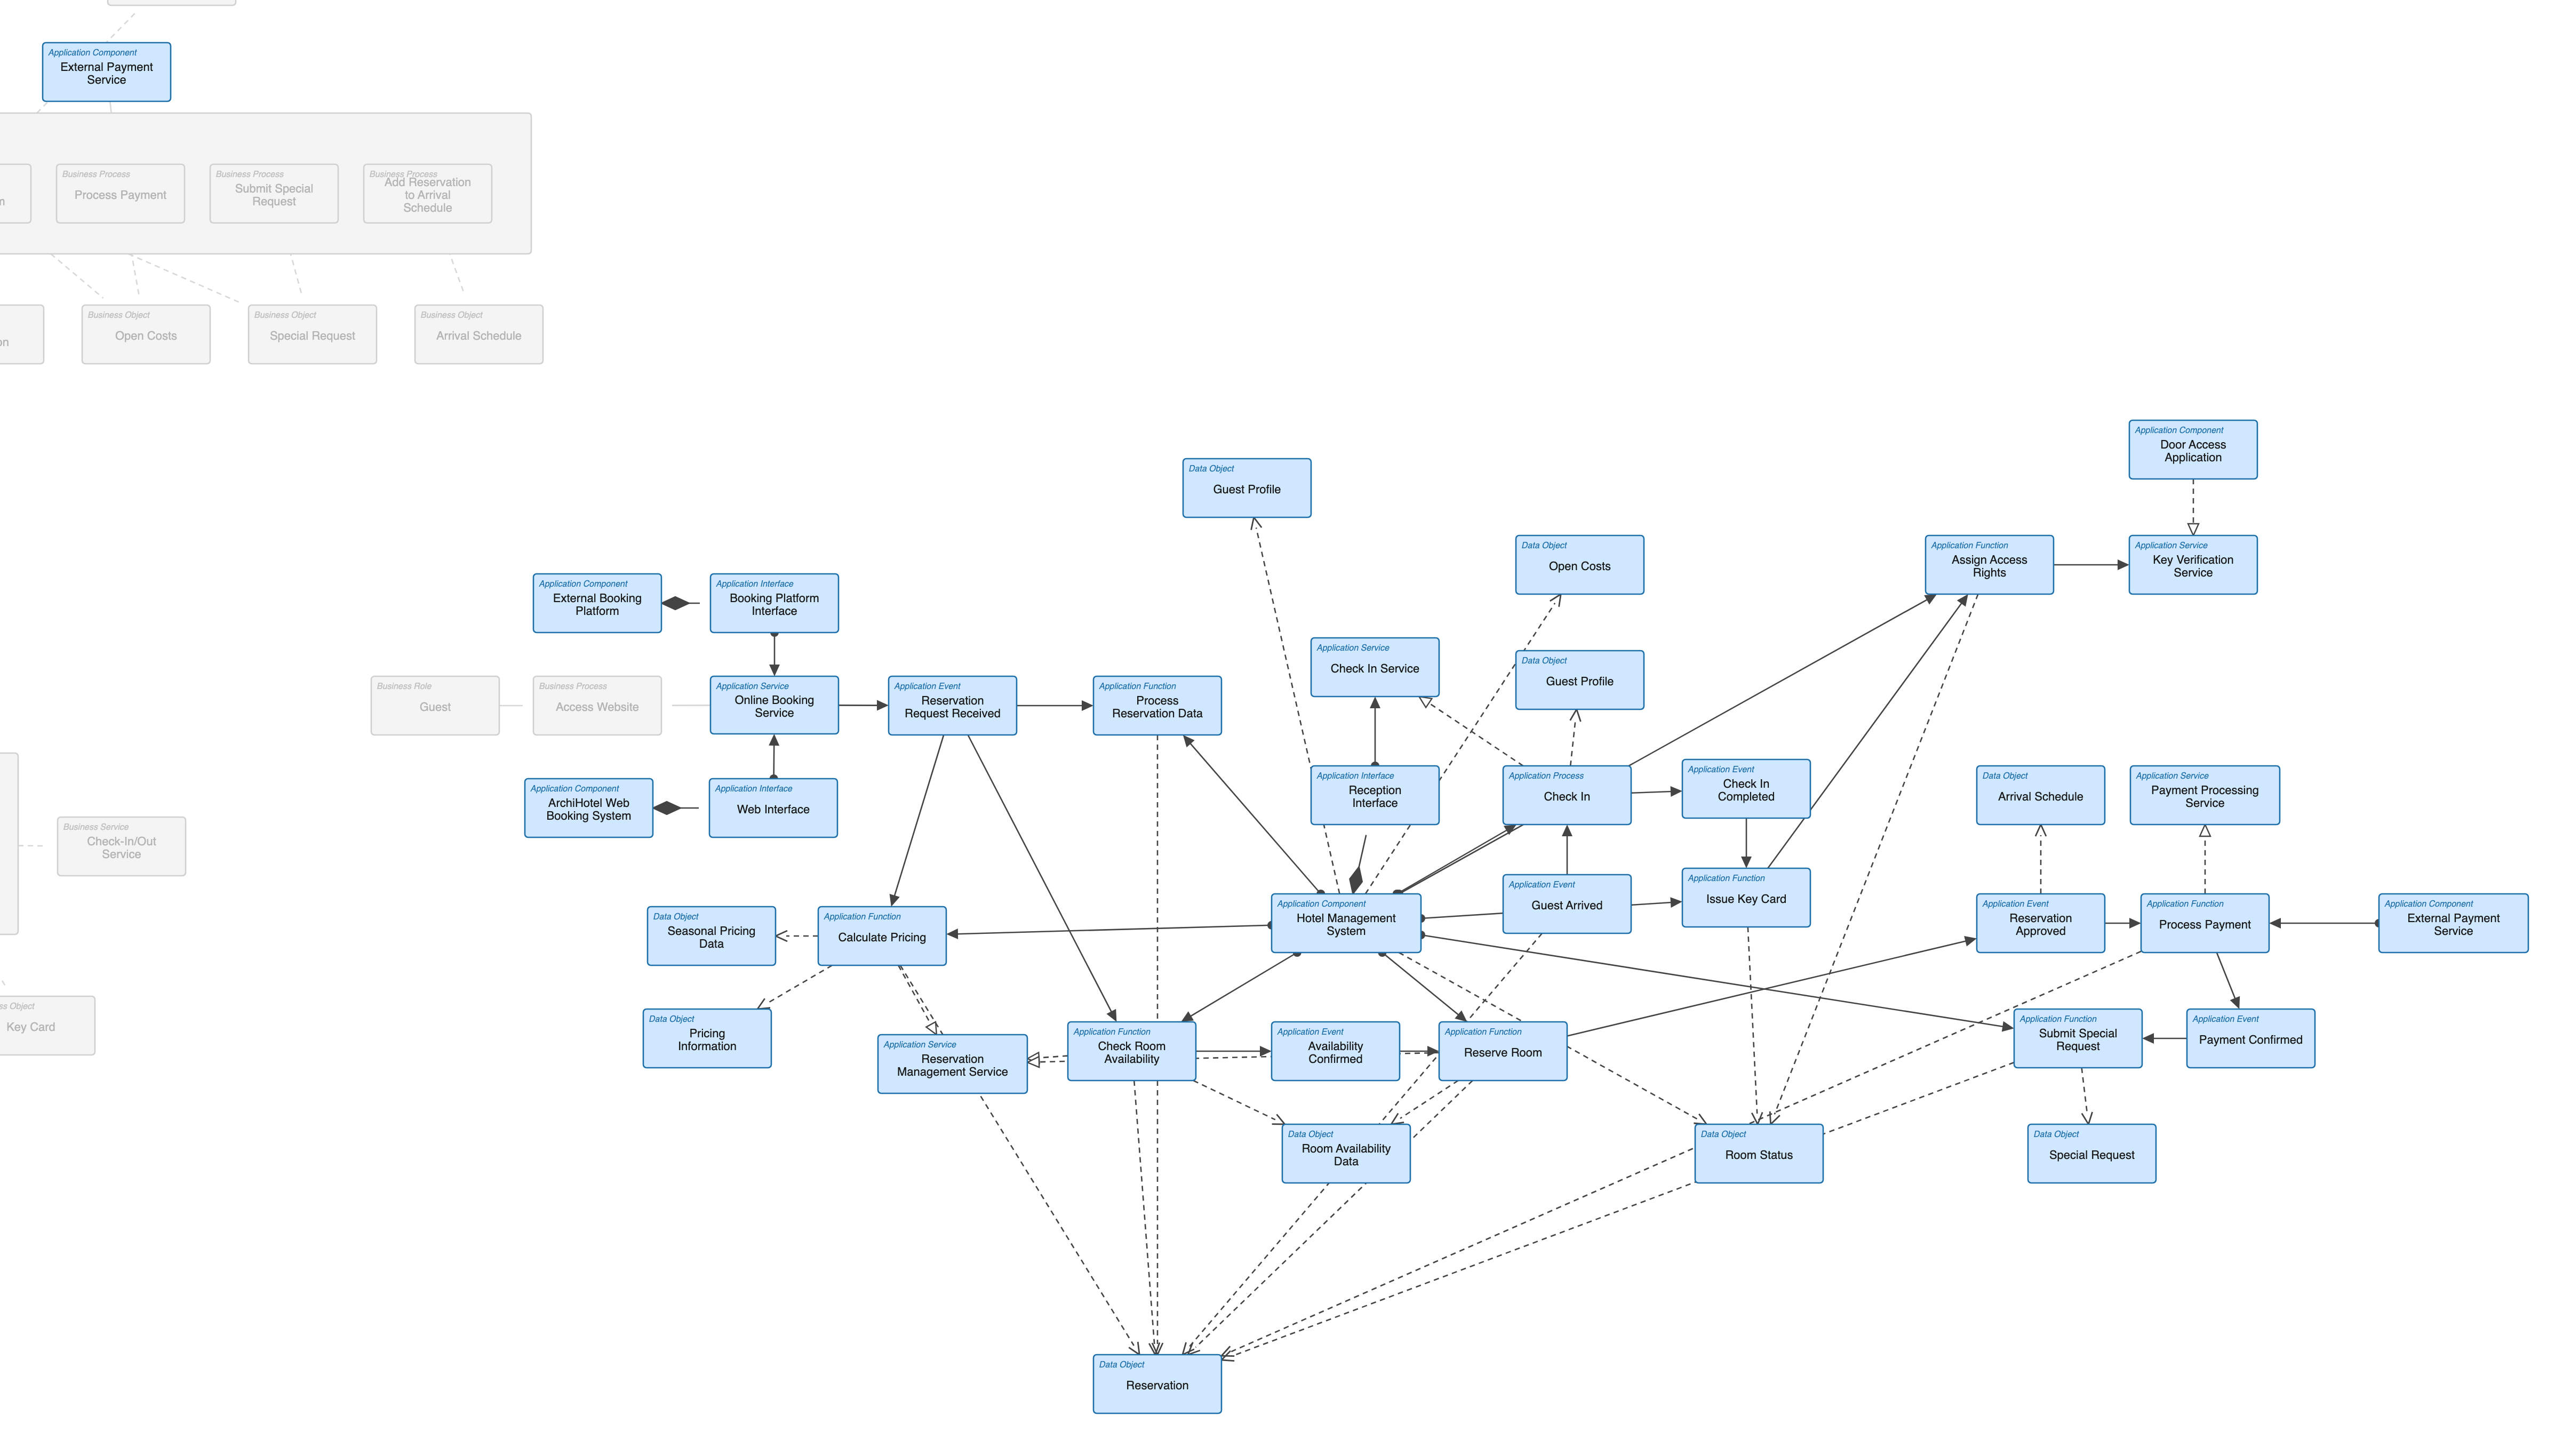 Application Component
External Payment
Service
Business Process
Process Payment
Business Process
Submit Special
Request
Business Process
Add Reservation
to Arrival
Schedule
Business Object
Open Costs
Business Object
Special Request
Business Object
Arrival Schedule
Application Component
Door Access
Application
Data Object
Guest Profile
Data Object
Open Costs
Application Function
Assign Access
Rights
Application Service
Key Verification
Service
Application Component
External Booking
Platform
Application Interface
Booking Platform
Interface
Application Service
Check In Service
Data Object
Guest Profile
Business Role
Guest
Business Process
Access Website
Application Service
Online Booking
Service
Application Event
Reservation
Request Received
Application Function
Process
Reservation Data
Application Component
ArchiHotel Web
Booking System
Application Interface
Web Interface
Application Interface
Reception
Interface
Application Process
Check In
Application Event
Check In
Completed
Data Object
Arrival Schedule
Application Service
Payment Processing
Service
Business Service
Check-In/Out
Service
Data Object
Seasonal Pricing
Data
Application Function
Calculate Pricing
Application Component
Hotel Management
System
Application Event
Guest Arrived
Application Function
Issue Key Card
Application Event
Reservation
Approved
Application Function
Process Payment
Application Component
External Payment
Service
Object
Key Card
Data Object
Pricing
Information
Application Service
Reservation
Management Service
Application Function
Check Room
Availability
Application Event
Availability
Confirmed
Application Function
Reserve Room
Application Function
Submit Special
Request
Application Event
Payment Confirmed
Data Object
Room Availability
Data
Data Object
Room Status
Data Object
Special Request
Data Object
Reservation